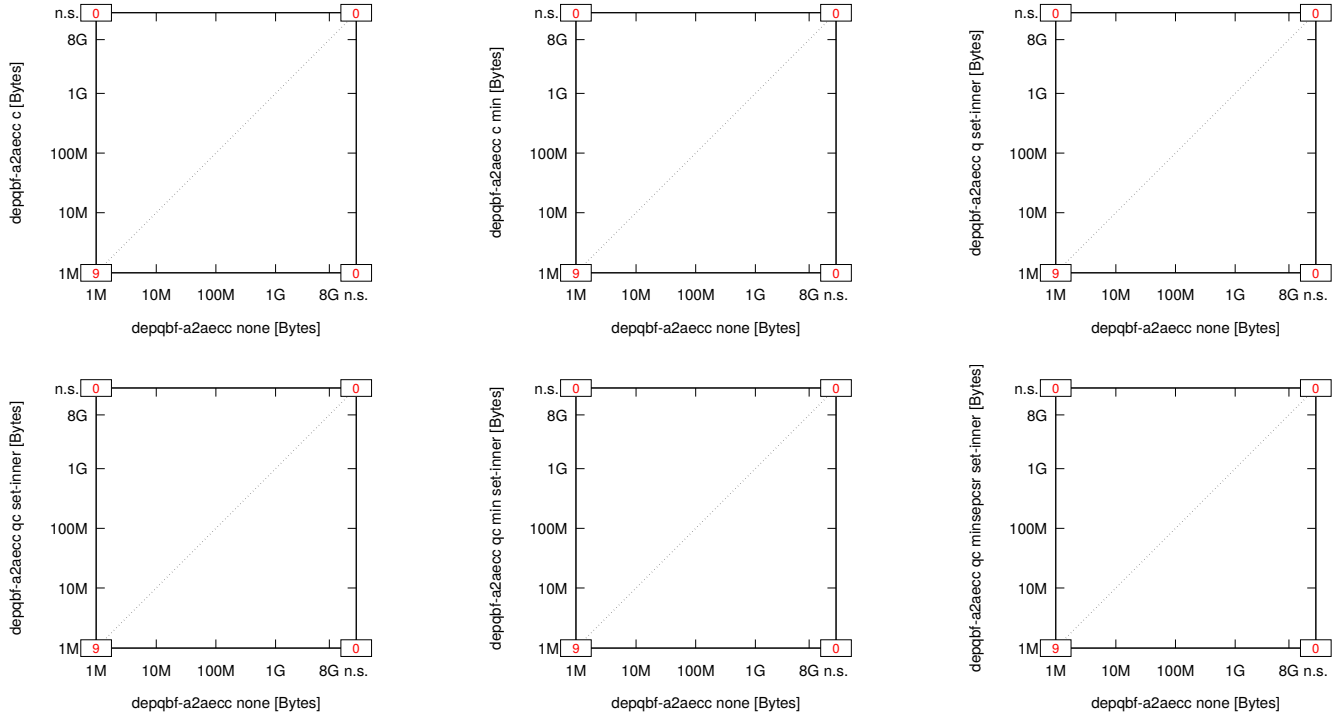 n.s. 0 0
8G
1G
100M
10M
1M 9 0
1M 10M 100M 1G 8G n.s.
depqbf-a2aecc c [Bytes]
depqbf-a2aecc none [Bytes]
n.s. 0 0
8G
1G
100M
10M
1M 9 0
1M 10M 100M 1G 8G n.s.
depqbf-a2aecc c min [Bytes]
depqbf-a2aecc none [Bytes]
n.s. 0 0
8G
1G
100M
10M
1M 9 0
1M 10M 100M 1G 8G n.s.
depqbf-a2aecc q set-inner [Bytes]
depqbf-a2aecc none [Bytes]
n.s. 0 0
8G
1G
100M
10M
1M 9 0
1M 10M 100M 1G 8G n.s.
depqbf-a2aecc qc set-inner [Bytes]
depqbf-a2aecc none [Bytes]
n.s. 0 0
8G
1G
100M
10M
1M 9 0
1M 10M 100M 1G 8G n.s.
depqbf-a2aecc qc min set-inner [Bytes]
depqbf-a2aecc none [Bytes]
n.s. 0 0
8G
1G
100M
10M
1M 9 0
1M 10M 100M 1G 8G n.s.
depqbf-a2aecc qc minsepcsr set-inner [Bytes]
depqbf-a2aecc none [Bytes]